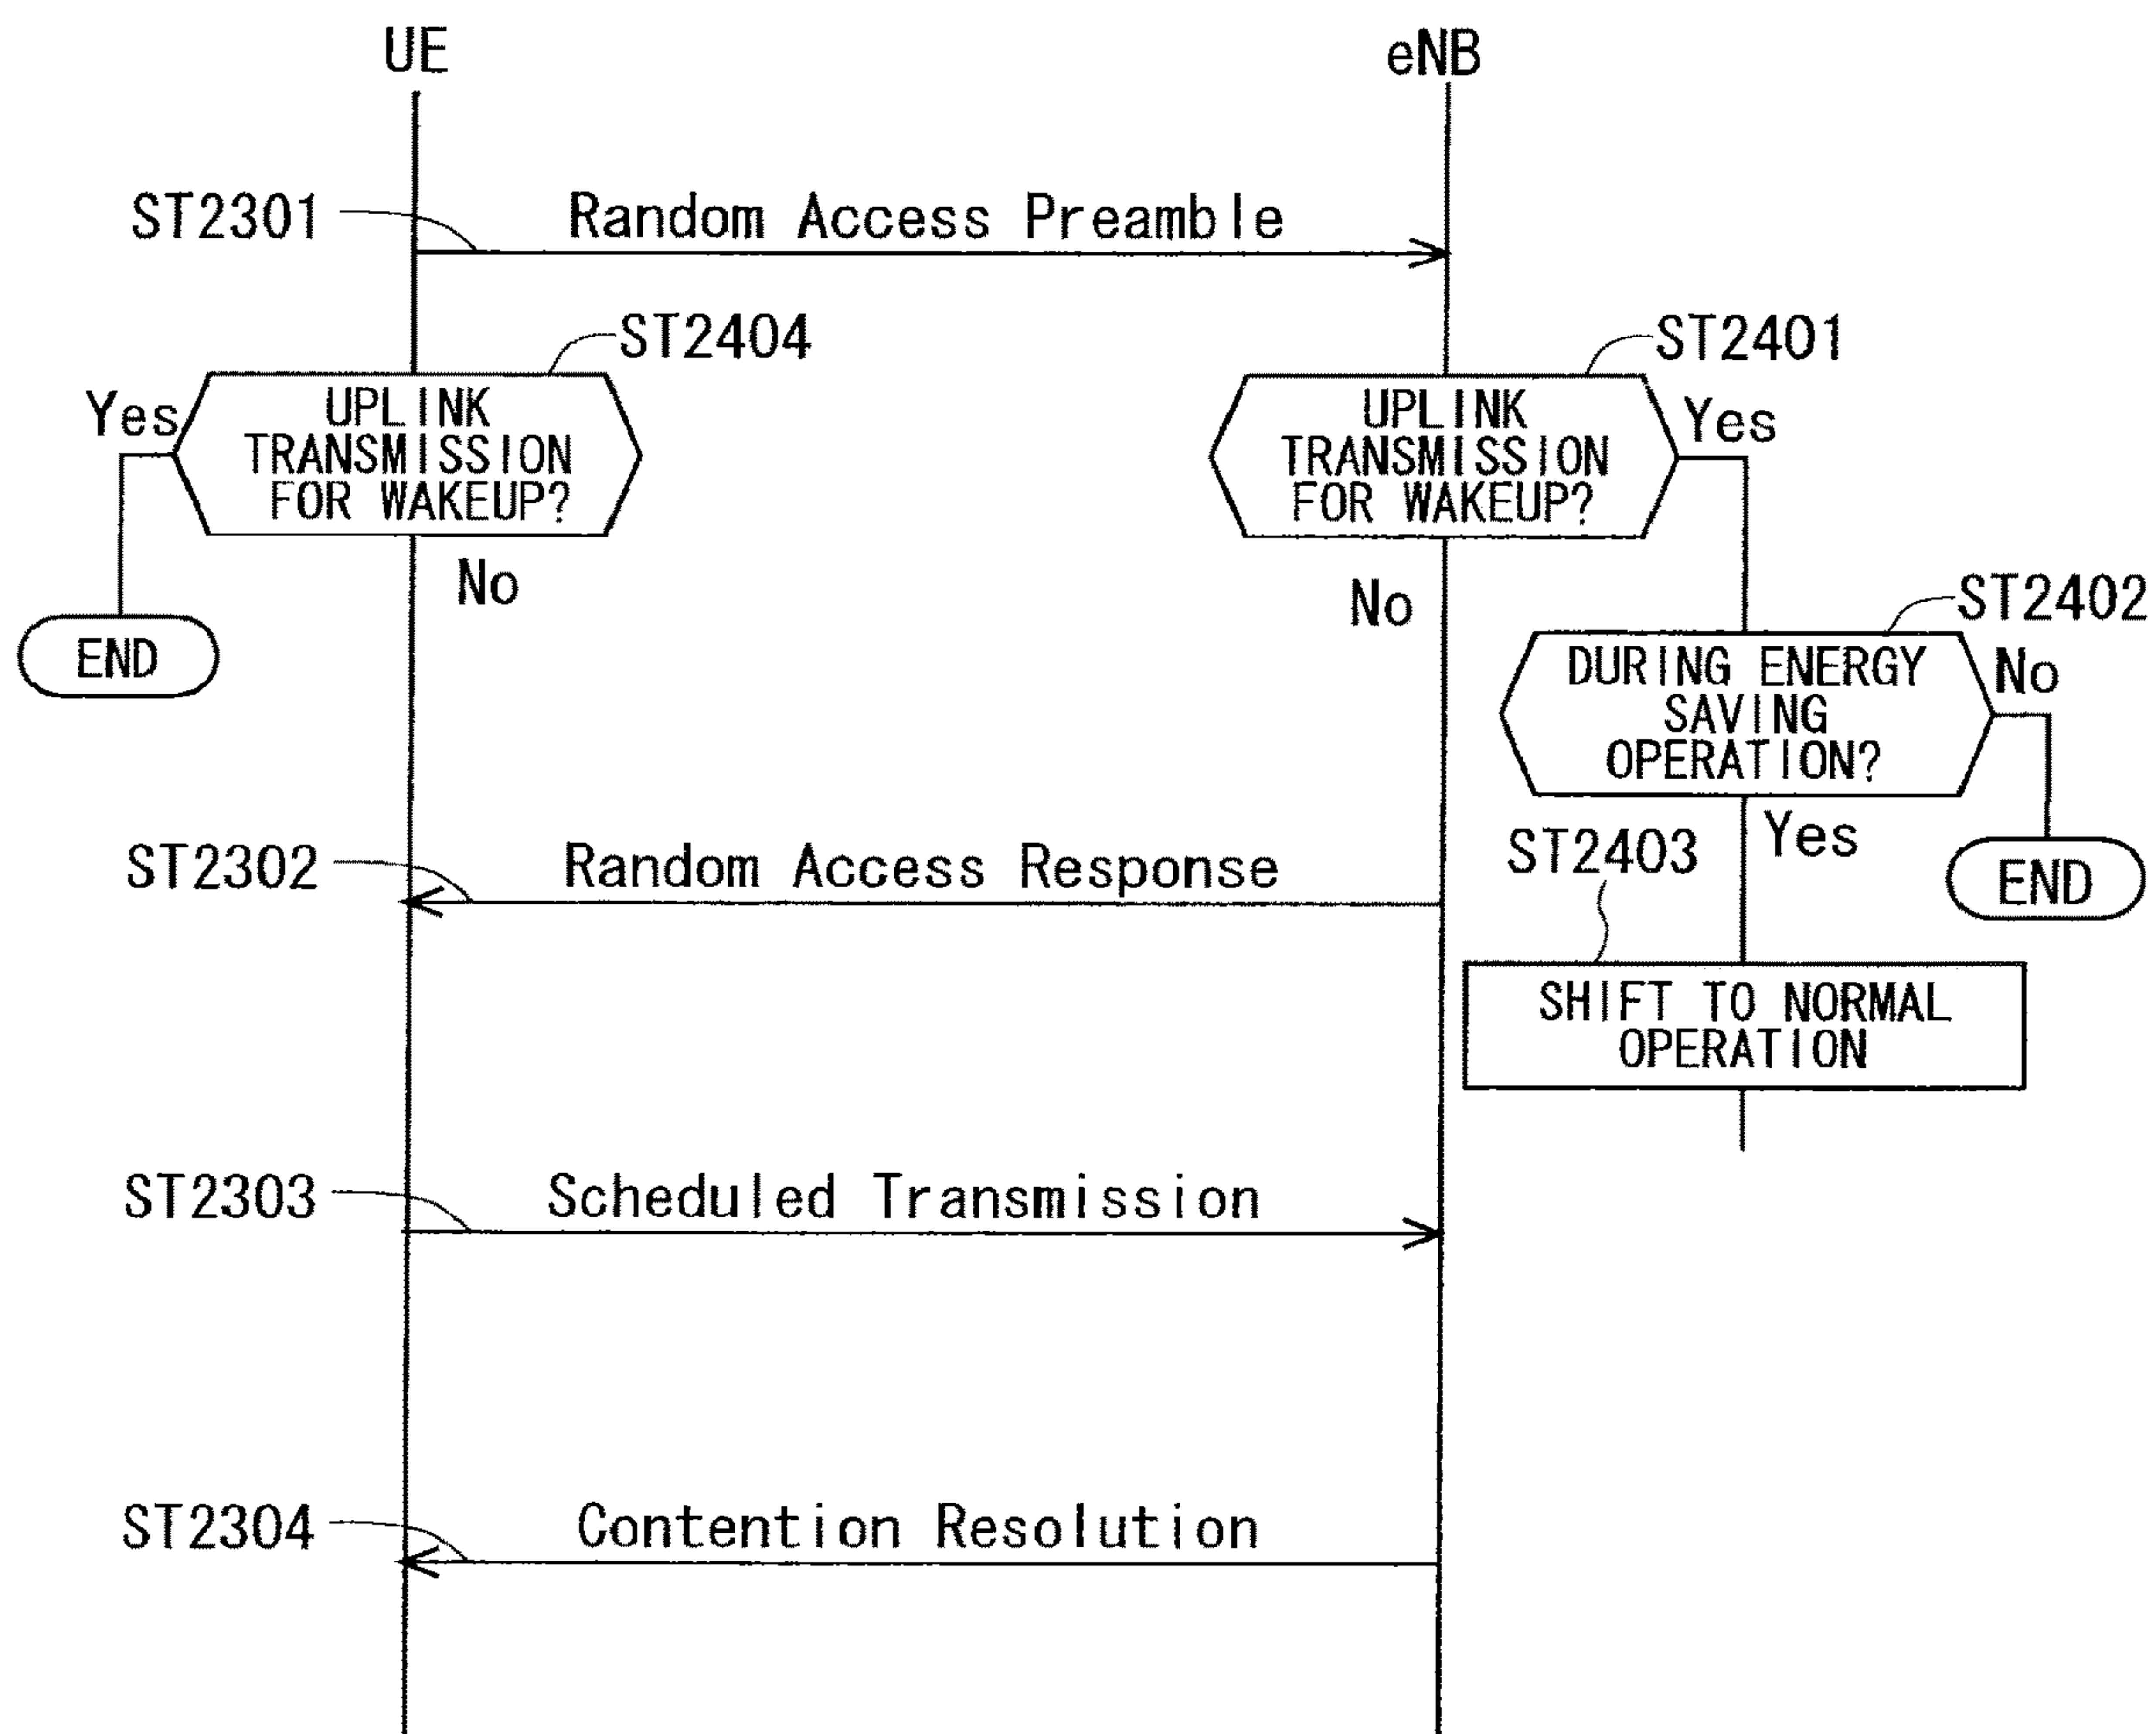 UE
eNB
ST2301
Random Access Preamble
ST2404
ST2401
Yes
UPLINK
TRANSMISSION
FOR WAKEUP?
UPLINK
TRANSMISSION
FOR WAKEUP?
Yes
No
No
ST2402
END
DURING ENERGY
SAVING
OPERATION?
No
Yes
ST2403
ST2302
Random Access Response
END
SHIFT TO NORMAL
OPERATION
ST2303
Scheduled Transmission
ST2304
Contention Resolution